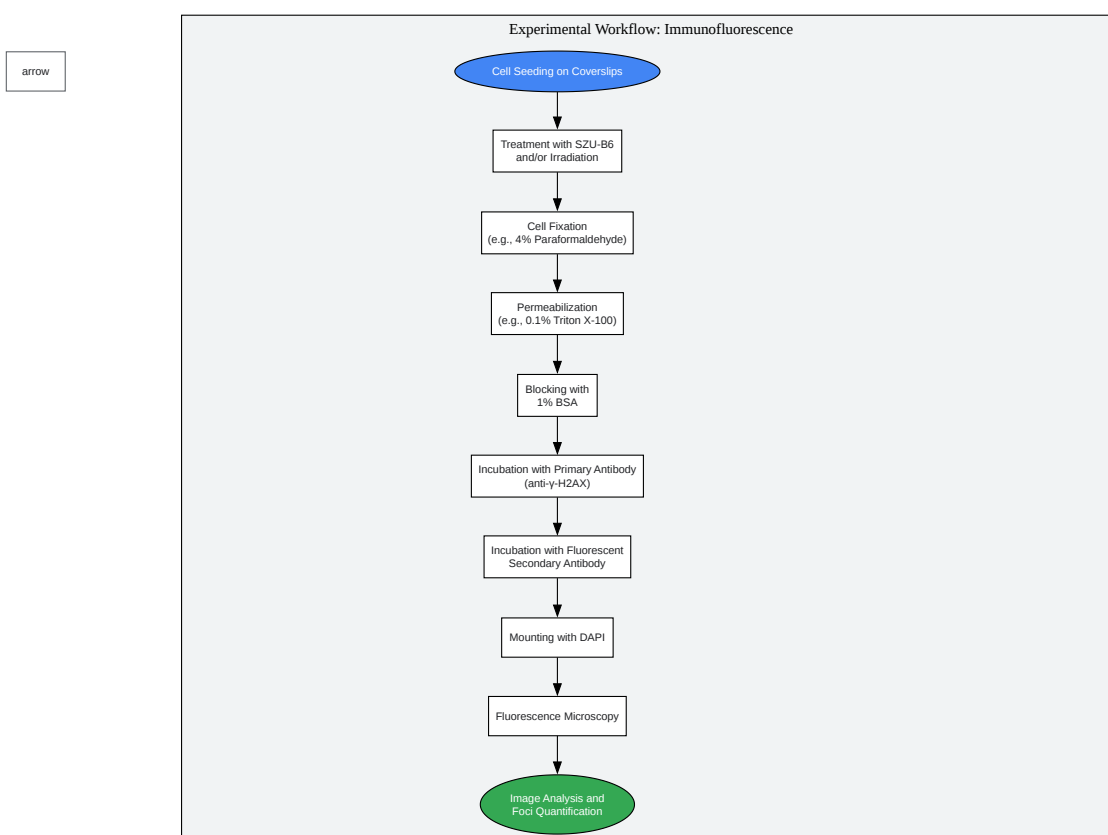 Experimental Workflow: Immunofluorescence
arrow
Cell Seeding on Coverslips
Treatment with SZU-B6
and/or Irradiation
Cell Fixation
(e.g., 4% Paraformaldehyde)
Permeabilization
(e.g., 0.1% Triton X-100)
Blocking with
1% BSA
Incubation with Primary Antibody
(anti-γ-H2AX)
Incubation with Fluorescent
Secondary Antibody
Mounting with DAPI
Fluorescence Microscopy
Image Analysis and
Foci Quantification